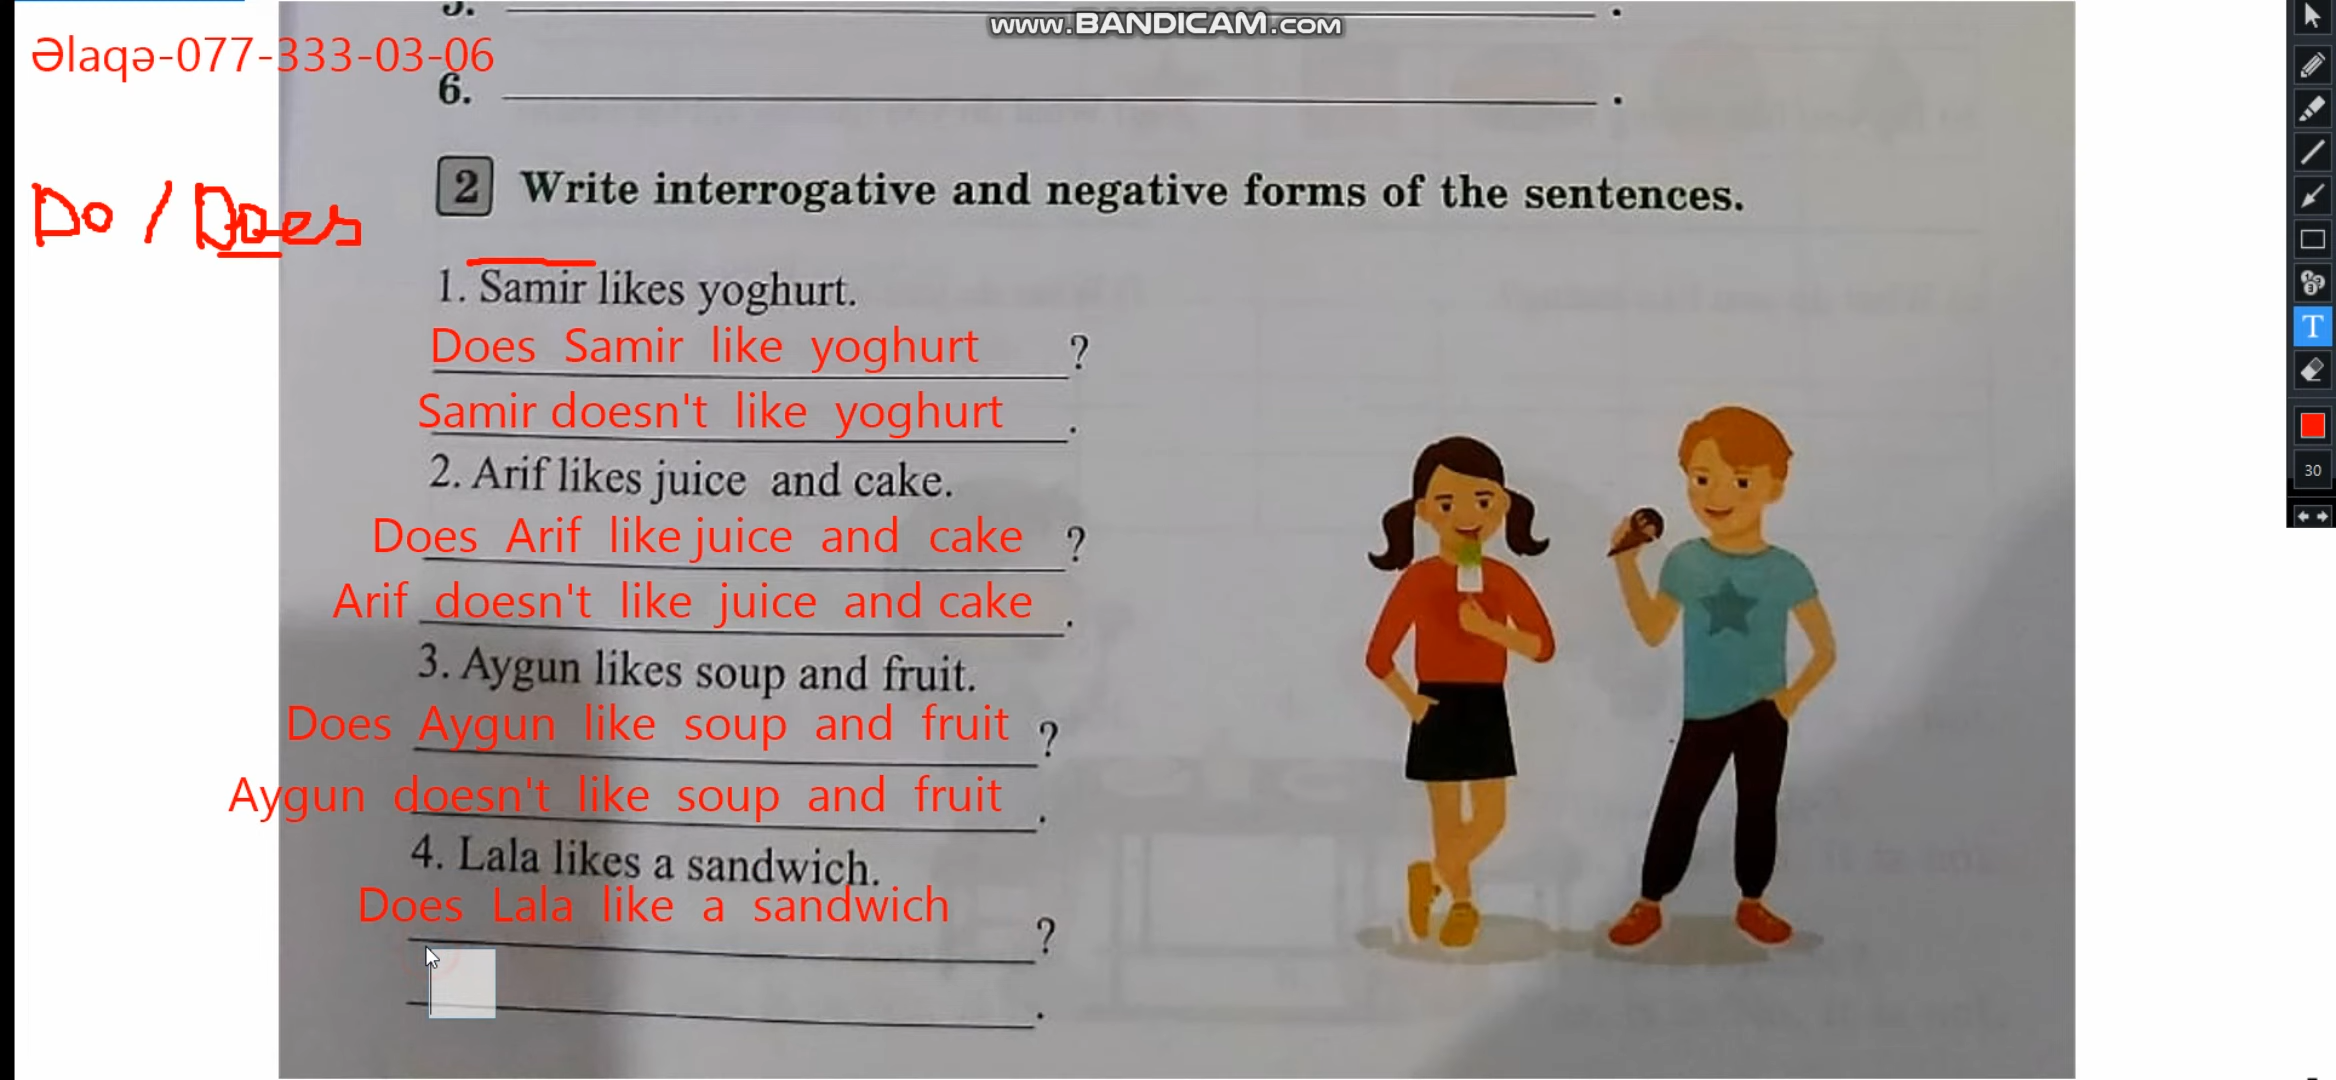 5.
www.BANDICAM.com
Əlaqə-077-333-03-06
6.
Do / Does
2 Write interrogative and negative forms of the sentences.
1. Samir likes yoghurt.
Does Samir like yoghurt ?
Samir doesn't like yoghurt .
2. Arif likes juice and cake.
Does Arif like juice and cake ?
Arif doesn't like juice and cake .
3. Aygun likes soup and fruit.
Does Aygun like soup and fruit ?
Aygun doesn't like soup and fruit .
4. Lala likes a sandwich.
Does Lala like a sandwich ?
.
T
30